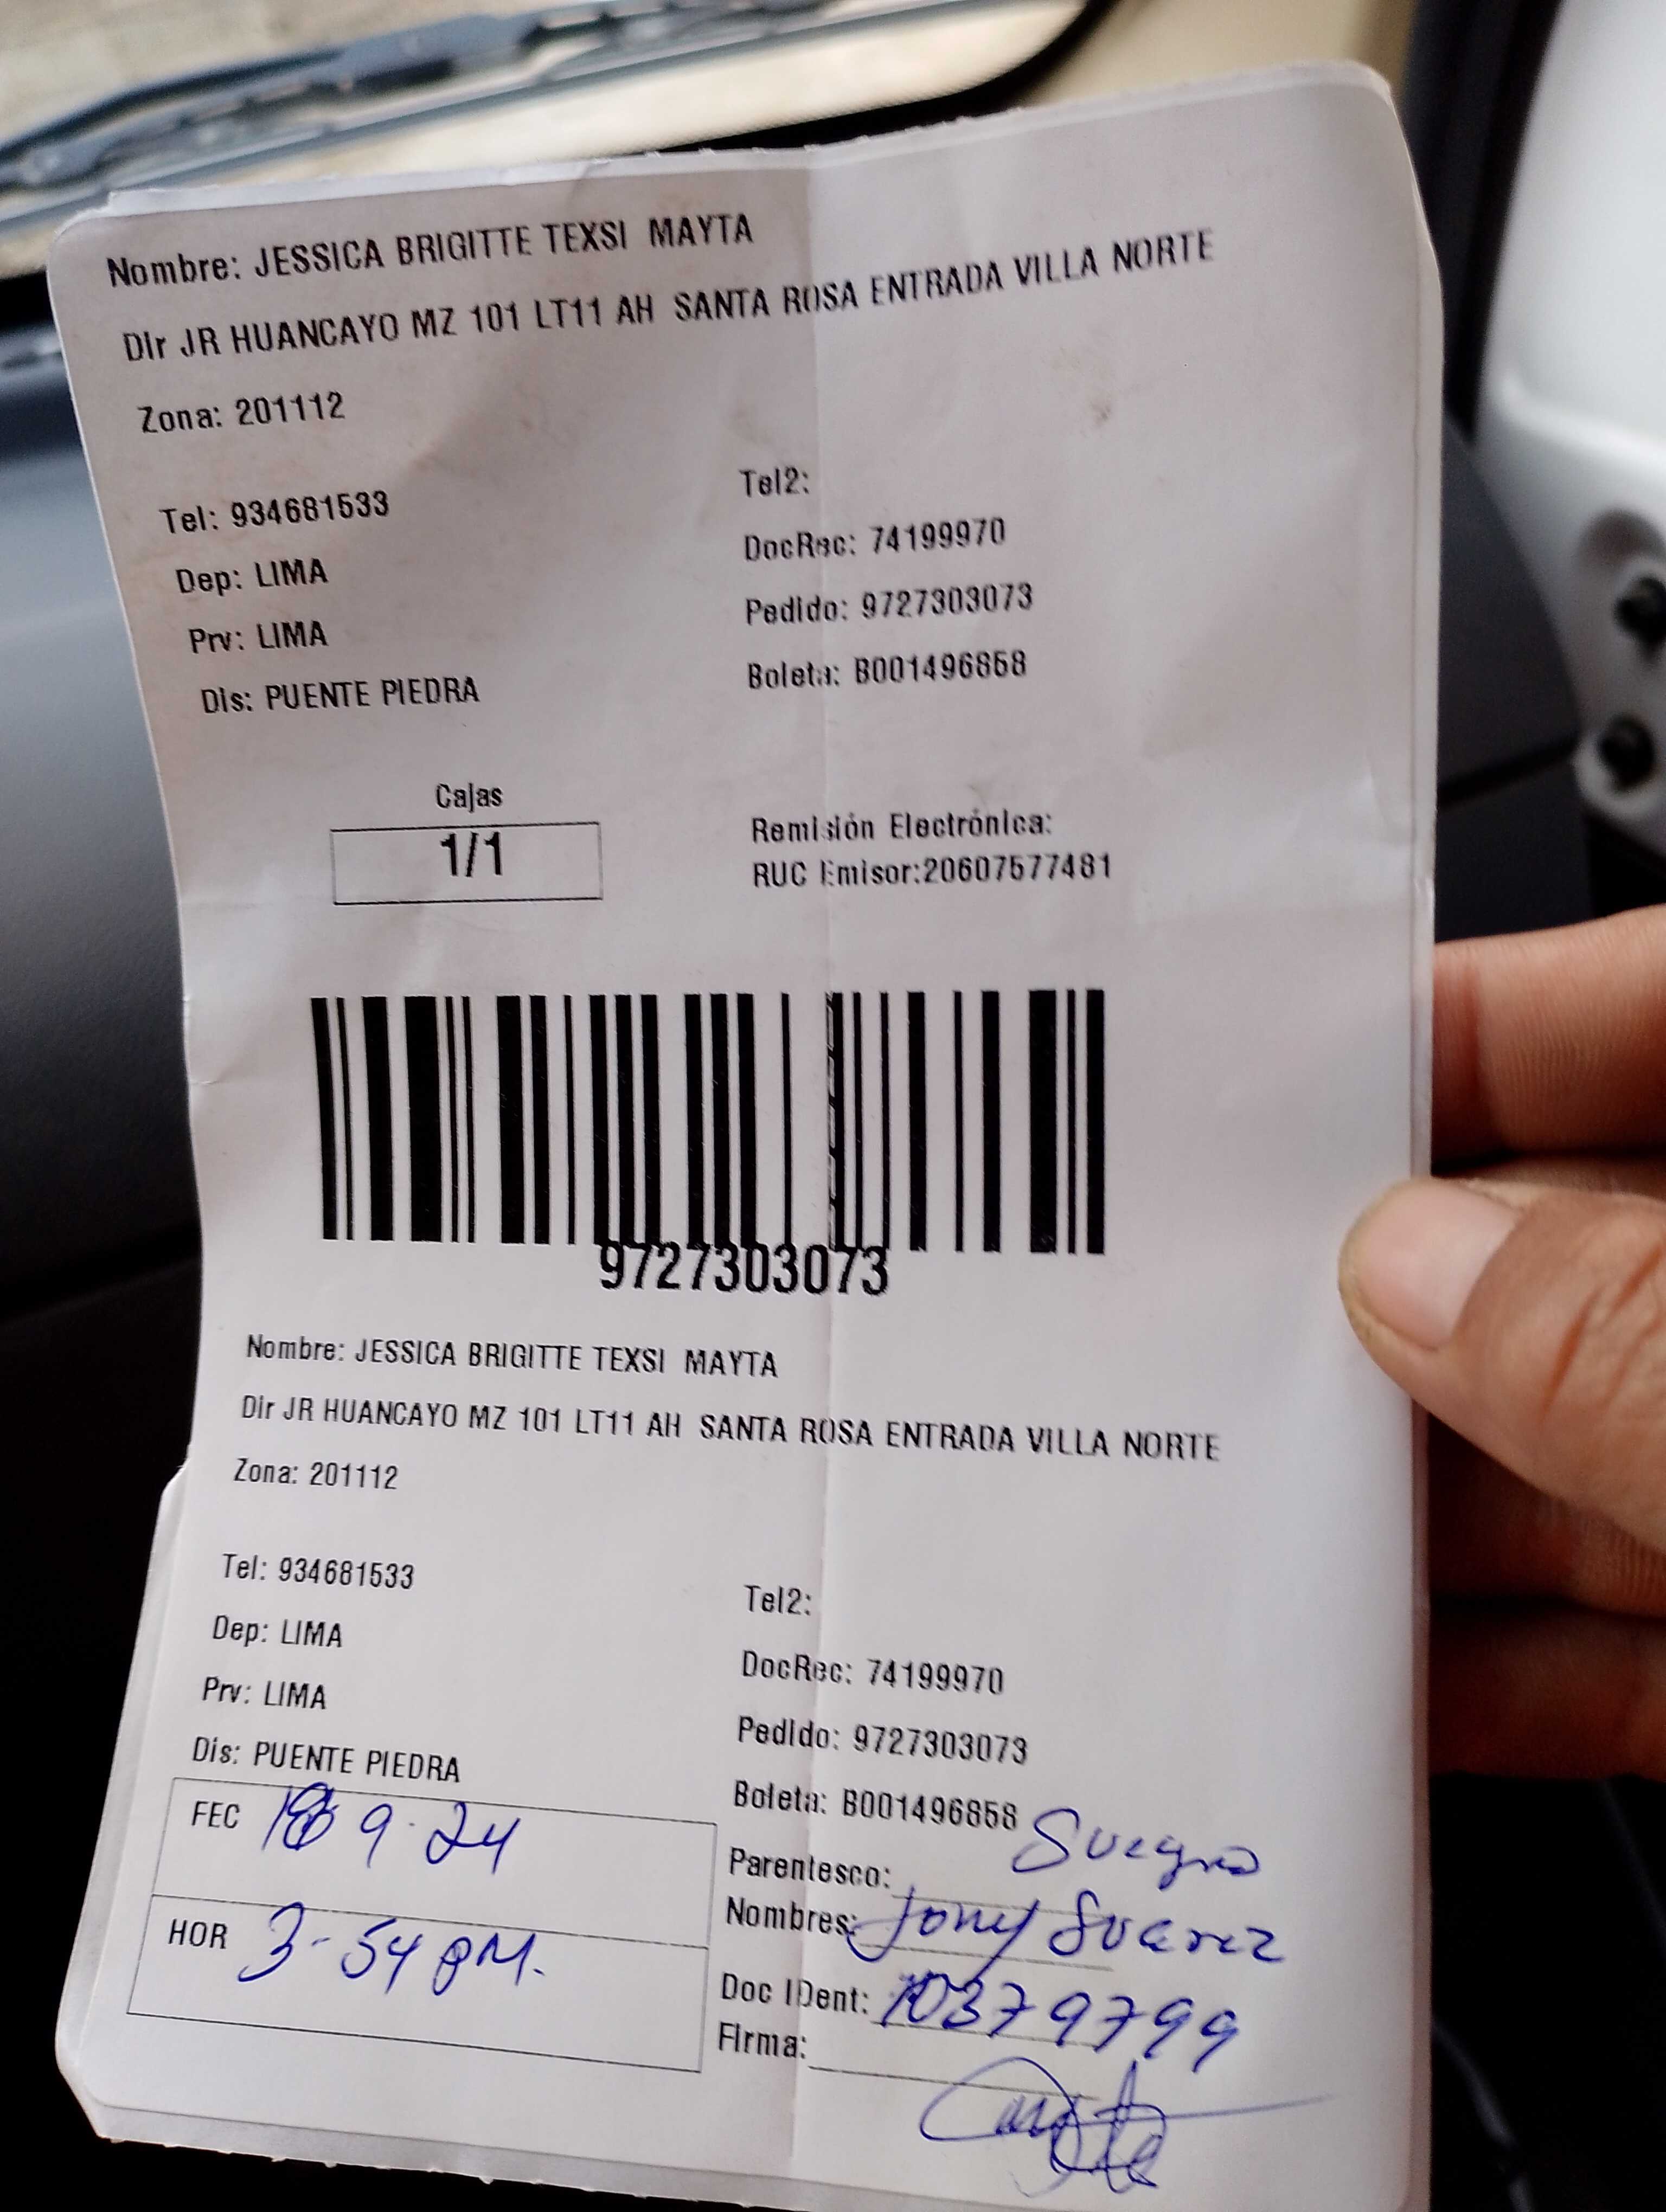 Nombre: JESSICA BRIGITTE TEXSI MAYTA
Dir JR HUANCAYO MZ 101 LT11 AH SANTA ROSA ENTRADA VILLA NORTE
Zona: 201112
Tel: 934681533
Tel2:
Dep: LIMA
DocRec: 74199970
Prv: LIMA
Pedido: 9727303073
Dis: PUENTE PIEDRA
Boleta: B001496858
Cajas
1/1
Remisión Electrónica:
RUC Emisor:20607577481
9727303073
Nombre: JESSICA BRIGITTE TEXSI MAYTA
Dir JR HUANCAYO MZ 101 LT11 AH SANTA ROSA ENTRADA VILLA NORTE
Zona: 201112
Tel: 934681533
Tel2:
Dep: LIMA
DocRec: 74199970
Prv: LIMA
Pedido: 9727303073
Dis: PUENTE PIEDRA
Boleta: B001496858
FEC 9-24
HOR 3-54 PM.
Parentesco: Suegro
Nombres: Jony Suarez
Doc IDent: 10379799
Firma: